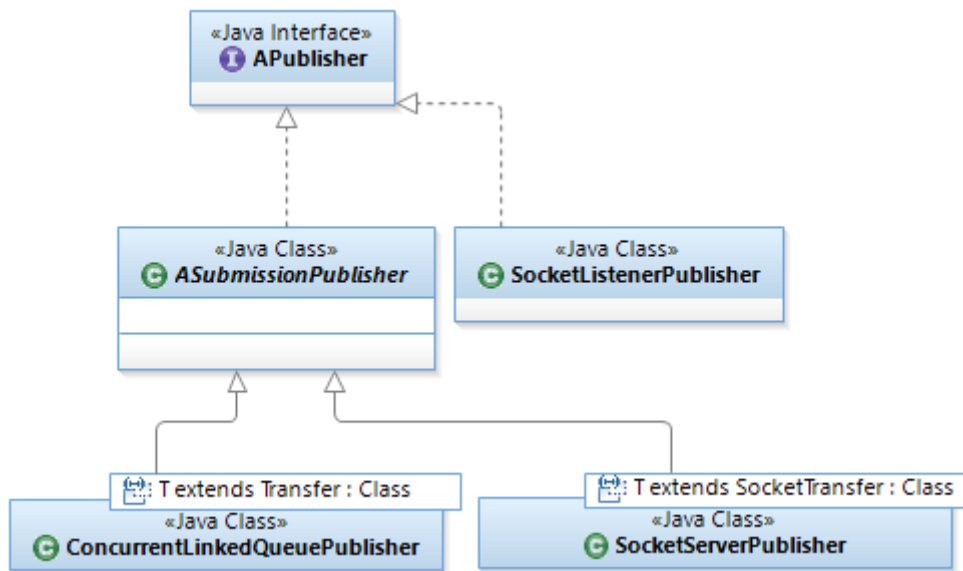 «Java Interface»
I APublisher
«Java Class»
C ASubmissionPublisher
«Java Class»
C SocketListenerPublisher
T extends Transfer : Class
«Java Class»
C ConcurrentLinkedQueuePublisher
T extends SocketTransfer : Class
«Java Class»
C SocketServerPublisher